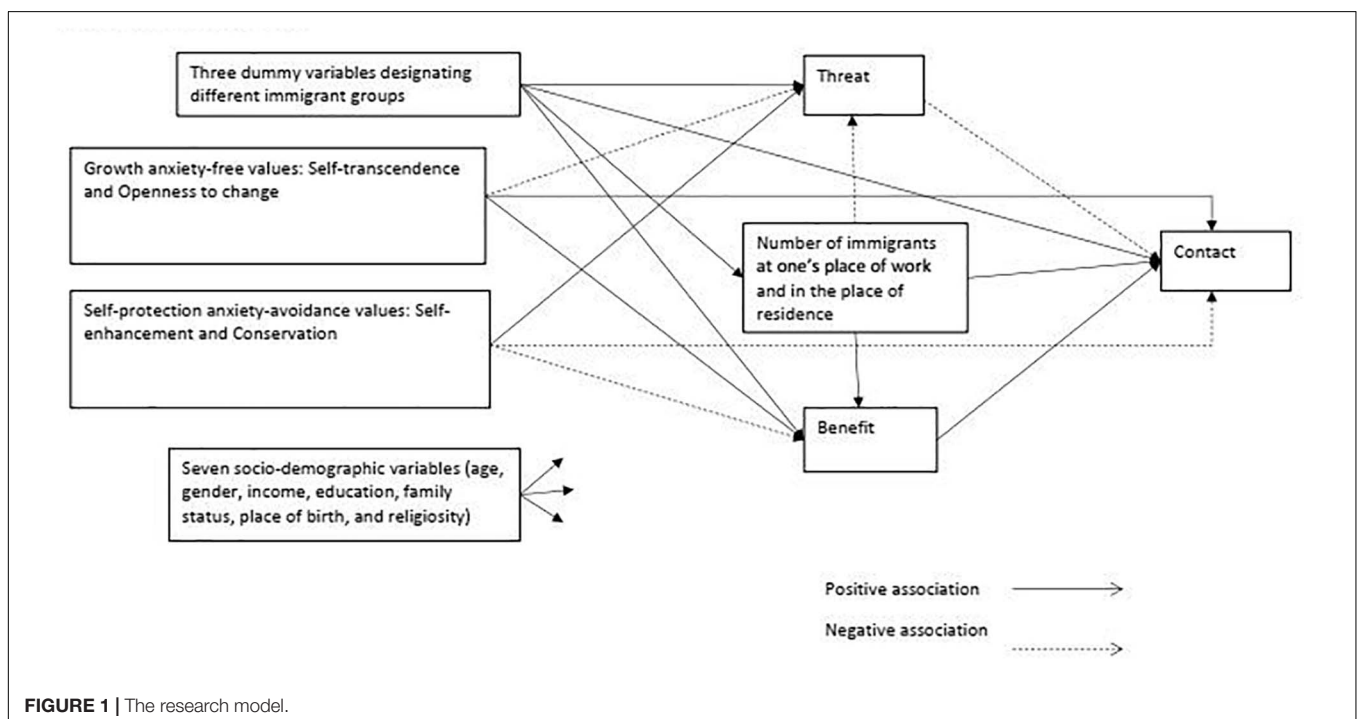 Three dummy variables designating
different immigrant groups
Threat
Growth anxiety-free values: Self-transcendence
and Openness to change
Number of immigrants
at one's place of work
and in the place of
residence
Contact
Self-protection anxiety-avoidance values: Self-
enhancement and Conservation
Benefit
Seven socio-demographic variables (age,
gender, income, education, family
status, place of birth, and religiosity)
Positive association
Negative association
FIGURE 1 | The research model.